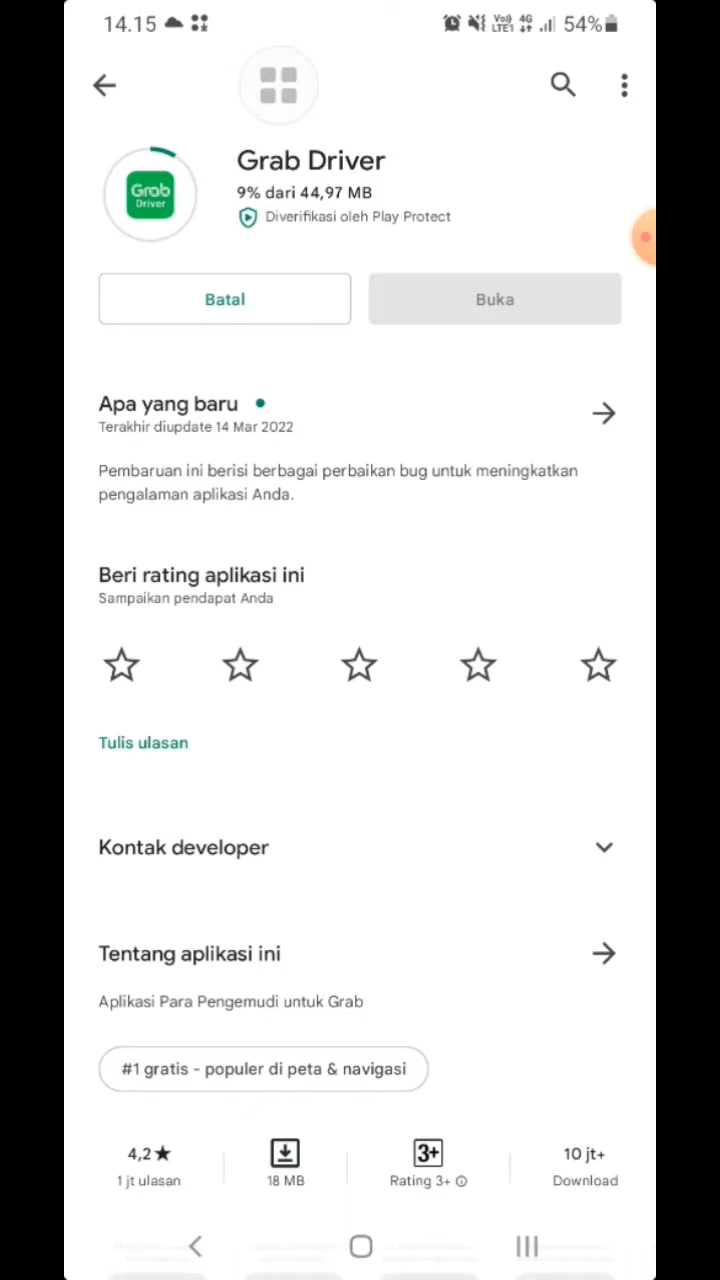 14.15
Vo)) 4G
LTE1
54%
Grab Driver
Grab
Driver
9% dari 44,97 MB
Diverifikasi oleh Play Protect
Batal
Buka
Apa yang baru
Terakhir diupdate 14 Mar 2022
Pembaruan ini berisi berbagai perbaikan bug untuk meningkatkan
pengalaman aplikasi Anda.
Beri rating aplikasi ini
Sampaikan pendapat Anda
Tulis ulasan
Kontak developer
Tentang aplikasi ini
Aplikasi Para Pengemudi untuk Grab
#1 gratis - populer di peta & navigasi
4,2★
1 jt ulasan
18 MB
3+
Rating 3+
10 jt+
Download